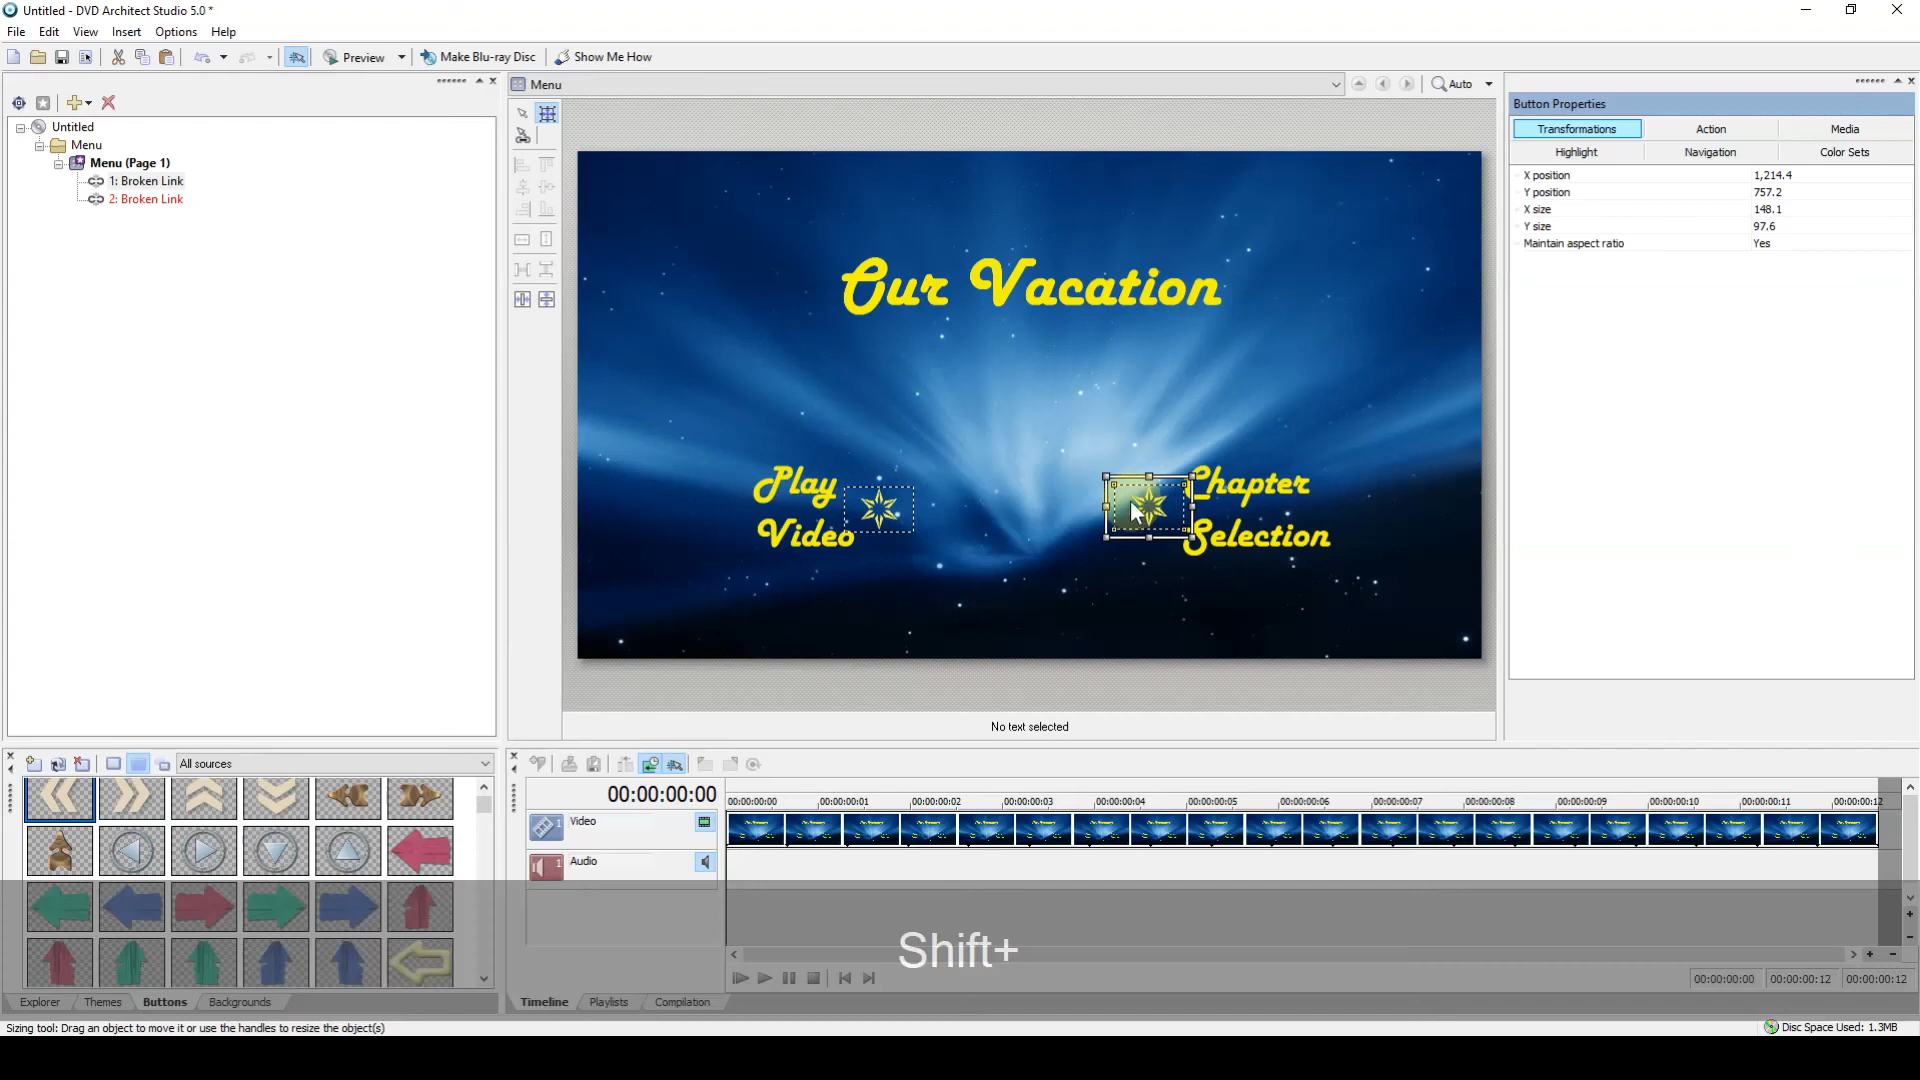 Untitled - DVD Architect Studio 5.0 *
File Edit View Insert Options Help
Preview Make Blu-ray Disc Show Me How
Menu
Auto
Untitled
Menu
Menu (Page 1)
1: Broken Link
2: Broken Link
Our Vacation
Play
Video
Chapter
Selection
No text selected
Button Properties
Transformations Action Media
Highlight Navigation Color Sets
X position 1,214.4
Y position 757.2
X size 148.1
Y size 97.6
Maintain aspect ratio Yes
All sources
Explorer Themes Buttons Backgrounds
00:00:00:00
00:00:00:00 00:00:00:01 00:00:00:02 00:00:00:03 00:00:00:04 00:00:00:05 00:00:00:06 00:00:00:07 00:00:00:08 00:00:00:09 00:00:00:10 00:00:00:11 00:00:00:12
1 Video
1 Audio
Shift+
00:00:00:00 00:00:00:12 00:00:00:12
Timeline Playlists Compilation
Sizing tool: Drag an object to move it or use the handles to resize the object(s)
Disc Space Used: 1.3MB